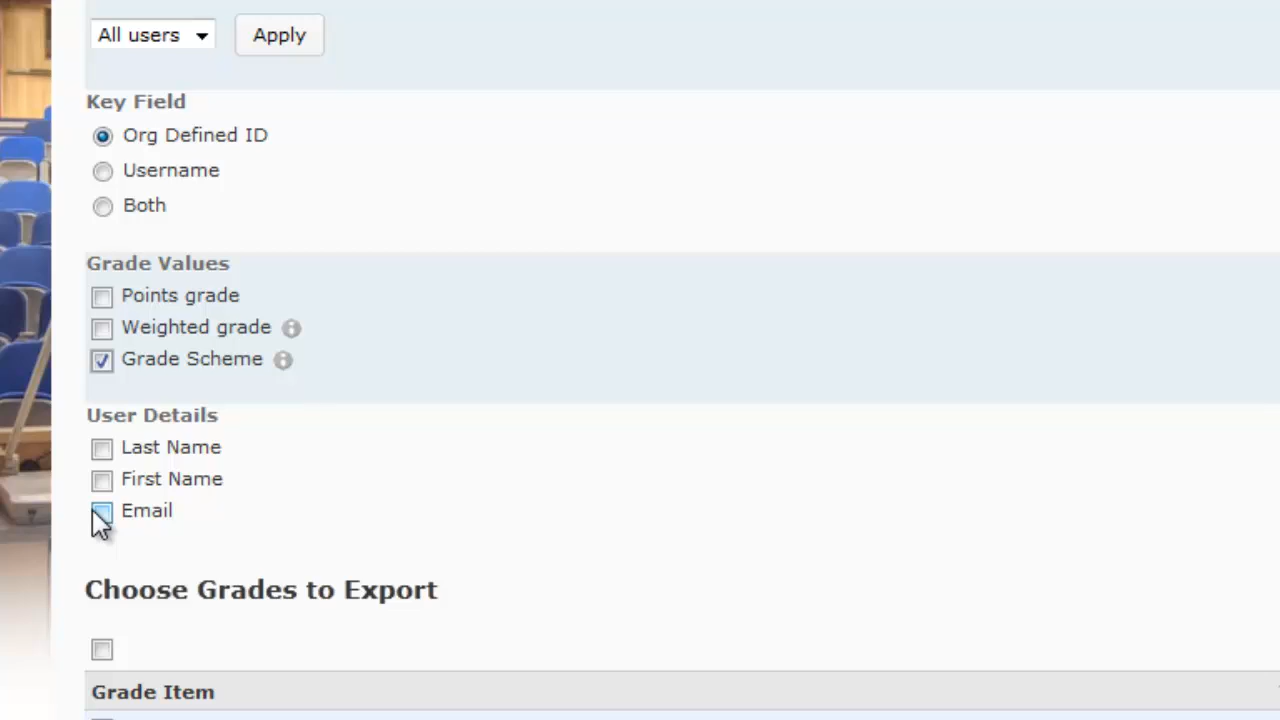 All users Apply
Key Field
Org Defined ID
Username
Both
Grade Values
Points grade
Weighted grade
Grade Scheme
User Details
Last Name
First Name
Email
Choose Grades to Export
Grade Item